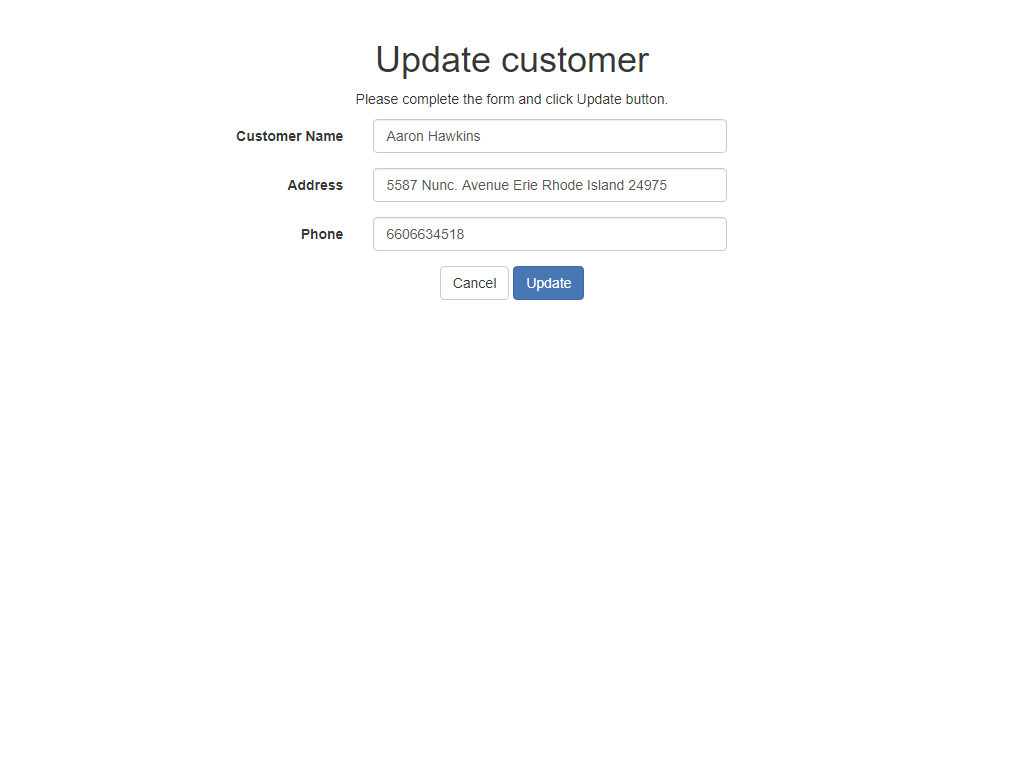 Update customer
Please complete the form and click Update button.
Customer Name Aaron Hawkins
Address 5587 Nunc. Avenue Erie Rhode Island 24975
Phone 6606634518
Cancel Update